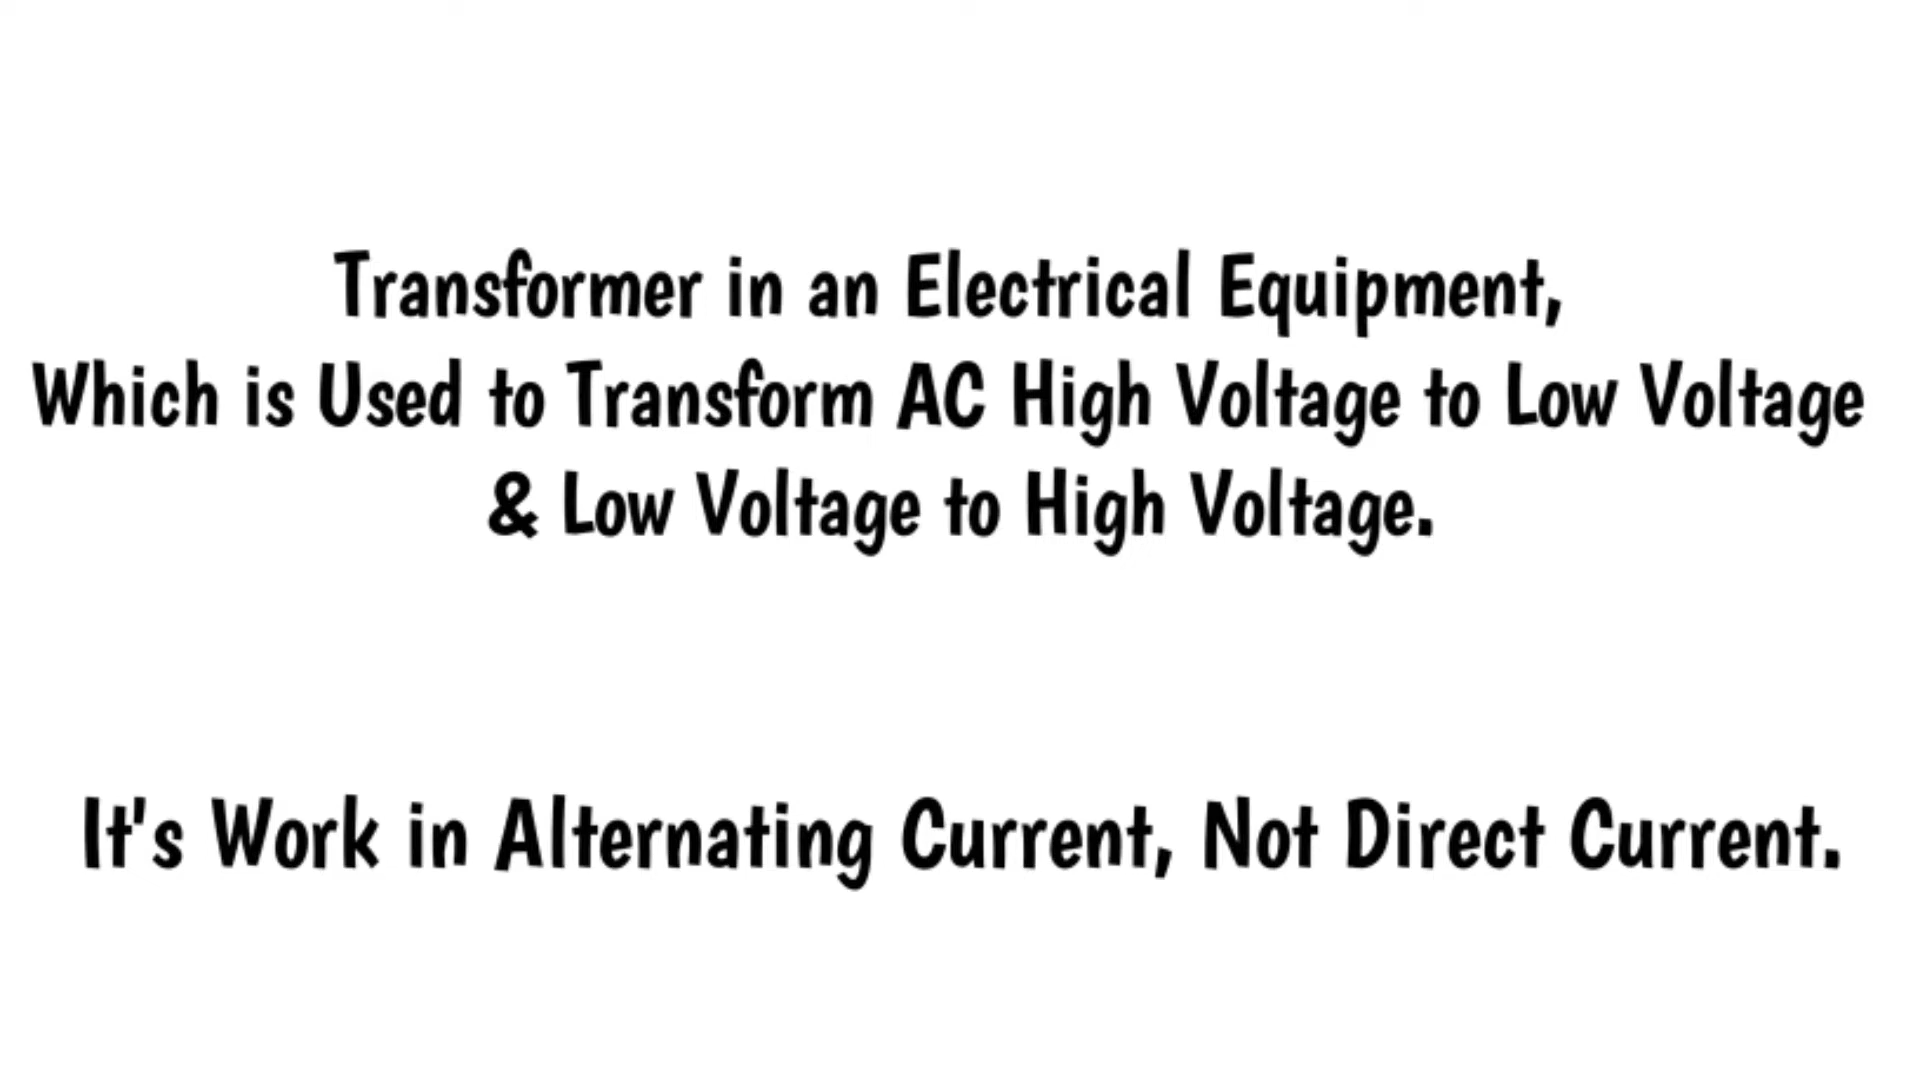 Transformer in an Electrical Equipment,
Which is Used to Transform AC High Voltage to Low Voltage
& Low Voltage to High Voltage.
It's Work in Alternating Current, Not Direct Current.